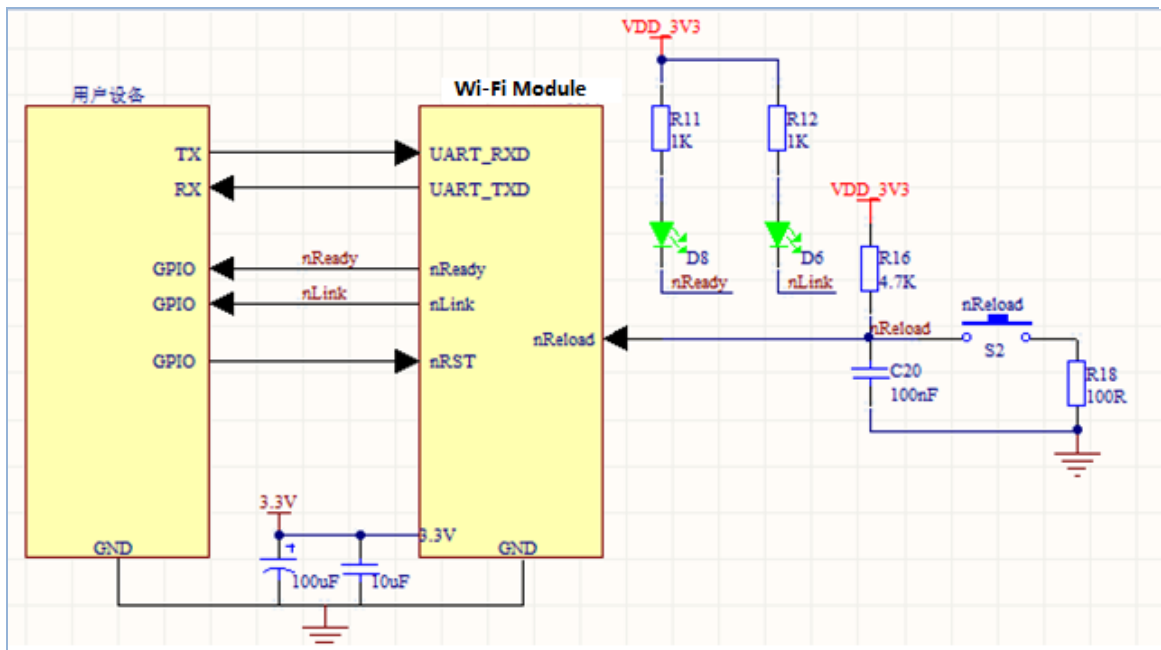 VDD_3V3
用户设备
Wi-Fi Module
R11
1K
R12
1K
TX
UART_RXD
RX
UART_TXD
VDD_3V3
D8
D6
R16
4.7K
GPIO
nReady
nReady
nReady
nLink
GPIO
nLink
nLink
nReload
nReload
nReload
S2
GPIO
nRST
C20
100nF
R18
100R
3.3V
3.3V
GND
GND
+
100uF
10uF